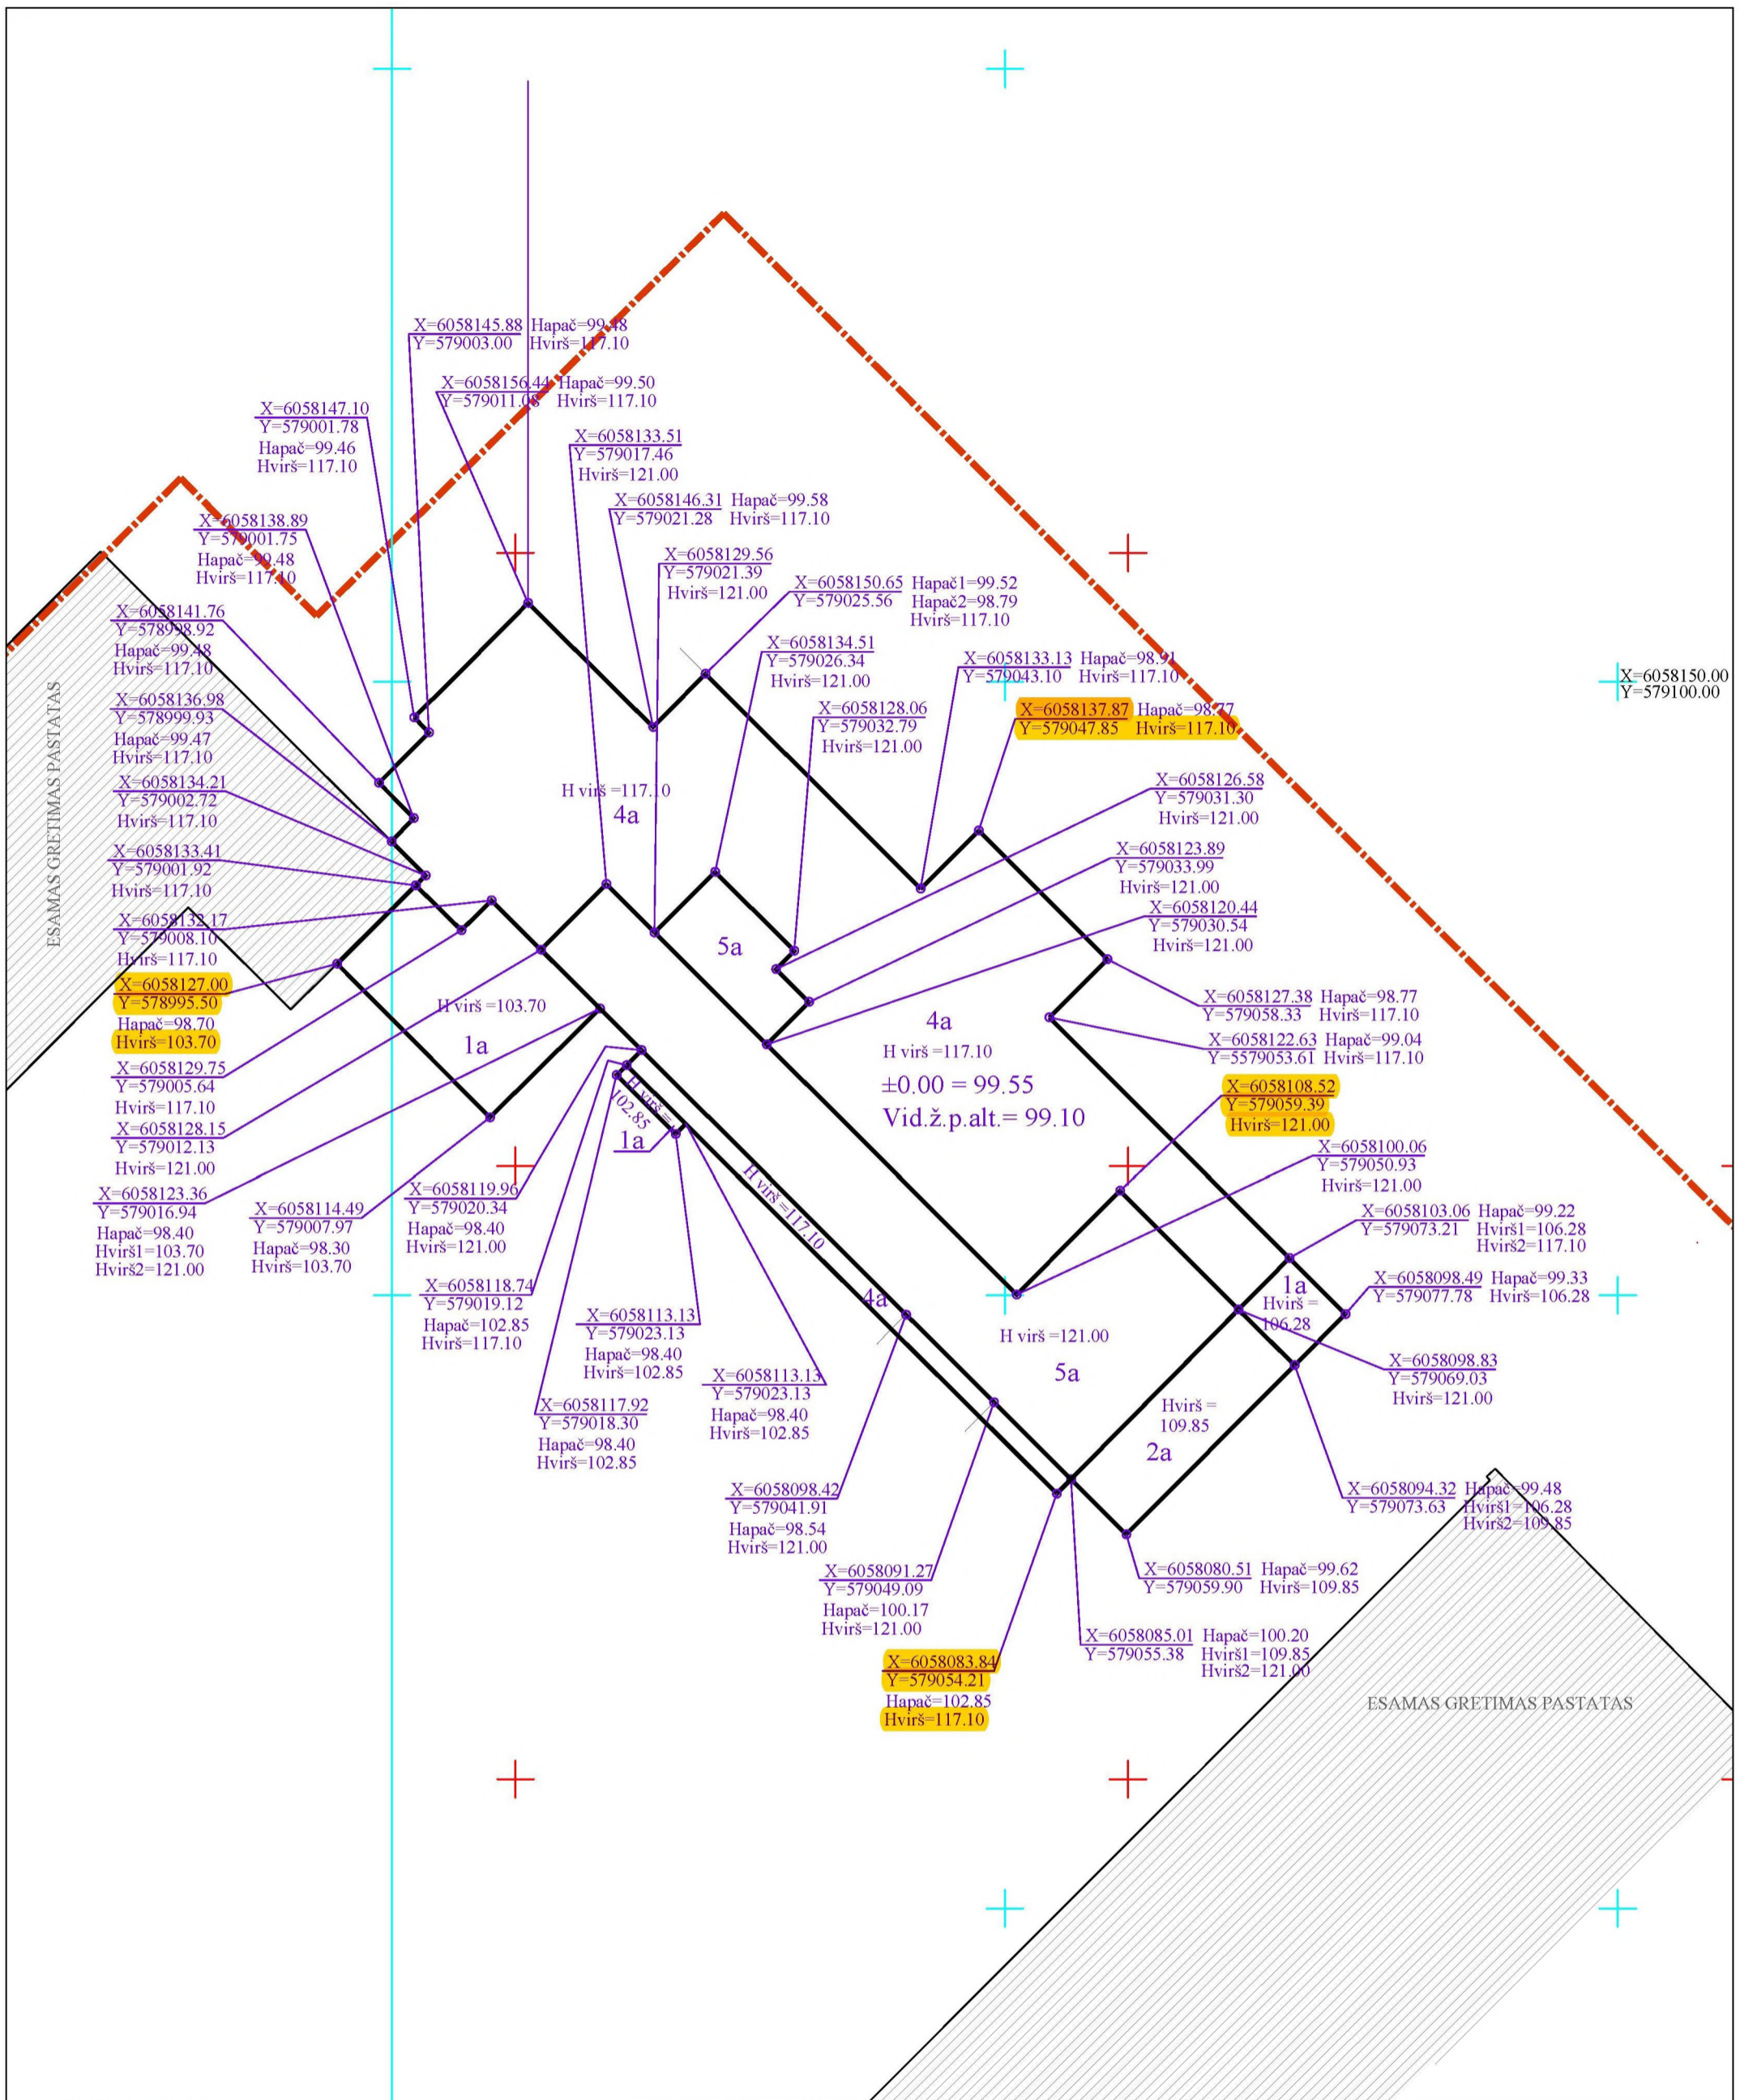 X=6058145.88 Hapač=99.48
Y=579003.00 Hvirš=117.10
X=6058156.44 Hapač=99.50
Y=579011.08 Hvirš=117.10
X=6058147.10
Y=579001.78
Hapač=99.46
Hvirš=117.10
X=6058133.51
Y=579017.46
Hvirš=121.00
X=6058146.31 Hapač=99.58
Y=579021.28 Hvirš=117.10
X=6058138.89
Y=579001.75
Hapač=99.48
Hvirš=117.10
X=6058129.56
Y=579021.39
Hvirš=121.00
X=6058150.65 Hapač1=99.52
Y=579025.56 Hapač2=98.79
Hvirš=117.10
X=6058141.76
Y=578998.92
Hapač=99.48
Hvirš=117.10
X=6058134.51
Y=579026.34
Hvirš=121.00
X=6058133.13 Hapač=98.91
Y=579043.10 Hvirš=117.10
X=6058150.00
Y=579100.00
X=6058136.98
Y=578999.93
Hapač=99.47
Hvirš=117.10
X=6058128.06
Y=579032.79
Hvirš=121.00
X=6058137.87 Hapač=98.77
Y=579047.85 Hvirš=117.10
ESAMAS GRETIMAS PASTATAS
X=6058134.21
Y=579002.72
Hvirš=117.10
H virš =117.10
4a
X=6058126.58
Y=579031.30
Hvirš=121.00
X=6058133.41
Y=579001.92
Hvirš=117.10
X=6058123.89
Y=579033.99
Hvirš=121.00
X=6058132.17
Y=579008.10
Hvirš=117.10
5a
X=6058120.44
Y=579030.54
Hvirš=121.00
X=6058127.00
Y=578995.50
Hapač=98.70
Hvirš=103.70
H virš =103.70
1a
4a
H virš =117.10
±0.00 = 99.55
Vid.ž.p.alt.= 99.10
X=6058127.38 Hapač=98.77
Y=579058.33 Hvirš=117.10
X=6058122.63 Hapač=99.04
Y=5579053.61 Hvirš=117.10
X=6058129.75
Y=579005.64
Hvirš=117.10
H virš =
102.85
1a
X=6058108.52
Y=579059.39
Hvirš=121.00
X=6058128.15
Y=579012.13
Hvirš=121.00
X=6058100.06
Y=579050.93
Hvirš=121.00
X=6058123.36
Y=579016.94
Hapač=98.40
Hvirš1=103.70
Hvirš2=121.00
X=6058114.49
Y=579007.97
Hapač=98.30
Hvirš=103.70
X=6058119.96
Y=579020.34
Hapač=98.40
Hvirš=121.00
H virš=117.10
X=6058103.06 Hapač=99.22
Y=579073.21 Hvirš1=106.28
Hvirš2=117.10
X=6058118.74
Y=579019.12
Hapač=102.85
Hvirš=117.10
X=6058113.13
Y=579023.13
Hapač=98.40
Hvirš=102.85
4a
1a
Hvirš =
106.28
X=6058098.49 Hapač=99.33
Y=579077.78 Hvirš=106.28
H virš =121.00
5a
X=6058113.13
Y=579023.13
Hapač=98.40
Hvirš=102.85
X=6058098.83
Y=579069.03
Hvirš=121.00
X=6058117.92
Y=579018.30
Hapač=98.40
Hvirš=102.85
Hvirš =
109.85
2a
X=6058098.42
Y=579041.91
Hapač=98.54
Hvirš=121.00
X=6058094.32 Hapač=99.48
Y=579073.63 Hvirš1=106.28
Hvirš2=109.85
X=6058091.27
Y=579049.09
Hapač=100.17
Hvirš=121.00
X=6058080.51 Hapač=99.62
Y=579059.90 Hvirš=109.85
X=6058083.84
Y=579054.21
Hapač=102.85
Hvirš=117.10
X=6058085.01 Hapač=100.20
Y=579055.38 Hvirš1=109.85
Hvirš2=121.00
ESAMAS GRETIMAS PASTATAS